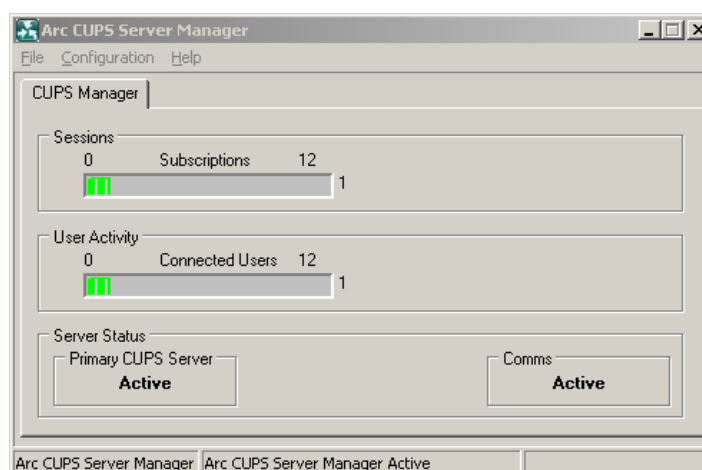 Arc CUPS Server Manager
File Configuration Help
CUPS Manager
Sessions
0 Subscriptions 12
1
User Activity
0 Connected Users 12
1
Server Status
Primary CUPS Server
Active
Comms
Active
Arc CUPS Server Manager Arc CUPS Server Manager Active